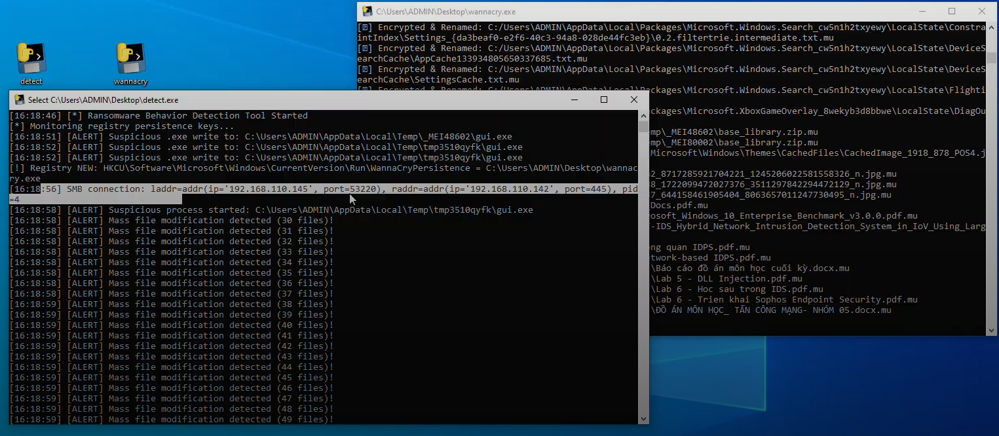 detect
wannacry
C:\Users\ADMIN\Desktop\wannacry.exe
[⍰] Encrypted & Renamed: C:/Users\ADMIN\AppData\Local\Packages\Microsoft.Windows.Search_cw5n1h2txyewy\LocalState\Constra
intIndex\Settings_{da3beaf0-e2f6-40c3-94a8-028de44fc3eb}\0.2.filtertrie.intermediate.txt.mu
[⍰] Encrypted & Renamed: C:/Users\ADMIN\AppData\Local\Packages\Microsoft.Windows.Search_cw5n1h2txyewy\LocalState\DeviceS
earchCache\AppCache133934805650337685.txt.mu
[⍰] Encrypted & Renamed: C:/Users\ADMIN\AppData\Local\Packages\Microsoft.Windows.Search_cw5n1h2txyewy\LocalState\DeviceS
earchCache\SettingsCache.txt.mu
[⍰] Encrypted & Renamed: C:/Users\ADMIN\AppData\Local\Packages\Microsoft.Windows.Search_cw5n1h2txyewy\LocalState\Flighti
ckages\Microsoft.XboxGameOverlay_8wekyb3d8bbwe\LocalState\DiagOu
mp\_MEI48602\base_library.zip.mu
mp\_MEI80002\base_library.zip.mu
Microsoft\Windows\Themes\CachedFiles\CachedImage_1918_878_POS4.j
2_8717285921704221_1245206022581558326_n.jpg.mu
8_1722099472027376_3511297842294472129_n.jpg.mu
7_644158461905404_8063657011247730495_n.jpg.mu
Docs.pdf.mu
osoft_Windows_10_Enterprise_Benchmark_v3.0.0.pdf.mu
-IDS_Hybrid_Network_Intrusion_Detection_System_in_IoV_Using_Larg
ng quan IDPS.pdf.mu
twork-based IDPS.pdf.mu
\Báo cáo đồ án môn học cuối kỳ.docx.mu
\Lab 5 - DLL Injection.pdf.mu
\Lab 6 - Hoc sau trong IDS.pdf.mu
\Lab 6 - Trien khai Sophos Endpoint Security.pdf.mu
\ĐỒ ÁN MÔN HỌC_ TẤN CÔNG MẠNG- NHÓM 05.docx.mu
Select C:\Users\ADMIN\Desktop\detect.exe
[16:18:46] [*] Ransomware Behavior Detection Tool Started
[*] Monitoring registry persistence keys...
[16:18:51] [ALERT] Suspicious .exe write to: C:\Users\ADMIN\AppData\Local\Temp\_MEI48602\gui.exe
[16:18:52] [ALERT] Suspicious .exe write to: C:\Users\ADMIN\AppData\Local\Temp\tmp3510qyfk\gui.exe
[16:18:52] [ALERT] Suspicious .exe write to: C:\Users\ADMIN\AppData\Local\Temp\tmp3510qyfk\gui.exe
[!] Registry NEW: HKCU\Software\Microsoft\Windows\CurrentVersion\Run\WannaCryPersistence = C:\Users\ADMIN\Desktop\wannac
ry.exe
[16:18:56] SMB connection: laddr=addr(ip='192.168.110.145', port=53220), raddr=addr(ip='192.168.110.142', port=445), pid
=4
[16:18:58] [ALERT] Suspicious process started: C:\Users\ADMIN\AppData\Local\Temp\tmp3510qyfk\gui.exe
[16:18:58] [ALERT] Mass file modification detected (30 files)!
[16:18:58] [ALERT] Mass file modification detected (31 files)!
[16:18:58] [ALERT] Mass file modification detected (32 files)!
[16:18:58] [ALERT] Mass file modification detected (33 files)!
[16:18:58] [ALERT] Mass file modification detected (34 files)!
[16:18:58] [ALERT] Mass file modification detected (35 files)!
[16:18:58] [ALERT] Mass file modification detected (36 files)!
[16:18:58] [ALERT] Mass file modification detected (37 files)!
[16:18:59] [ALERT] Mass file modification detected (38 files)!
[16:18:59] [ALERT] Mass file modification detected (39 files)!
[16:18:59] [ALERT] Mass file modification detected (40 files)!
[16:18:59] [ALERT] Mass file modification detected (41 files)!
[16:18:59] [ALERT] Mass file modification detected (42 files)!
[16:18:59] [ALERT] Mass file modification detected (43 files)!
[16:18:59] [ALERT] Mass file modification detected (44 files)!
[16:18:59] [ALERT] Mass file modification detected (45 files)!
[16:18:59] [ALERT] Mass file modification detected (46 files)!
[16:18:59] [ALERT] Mass file modification detected (47 files)!
[16:18:59] [ALERT] Mass file modification detected (48 files)!
[16:18:59] [ALERT] Mass file modification detected (49 files)!